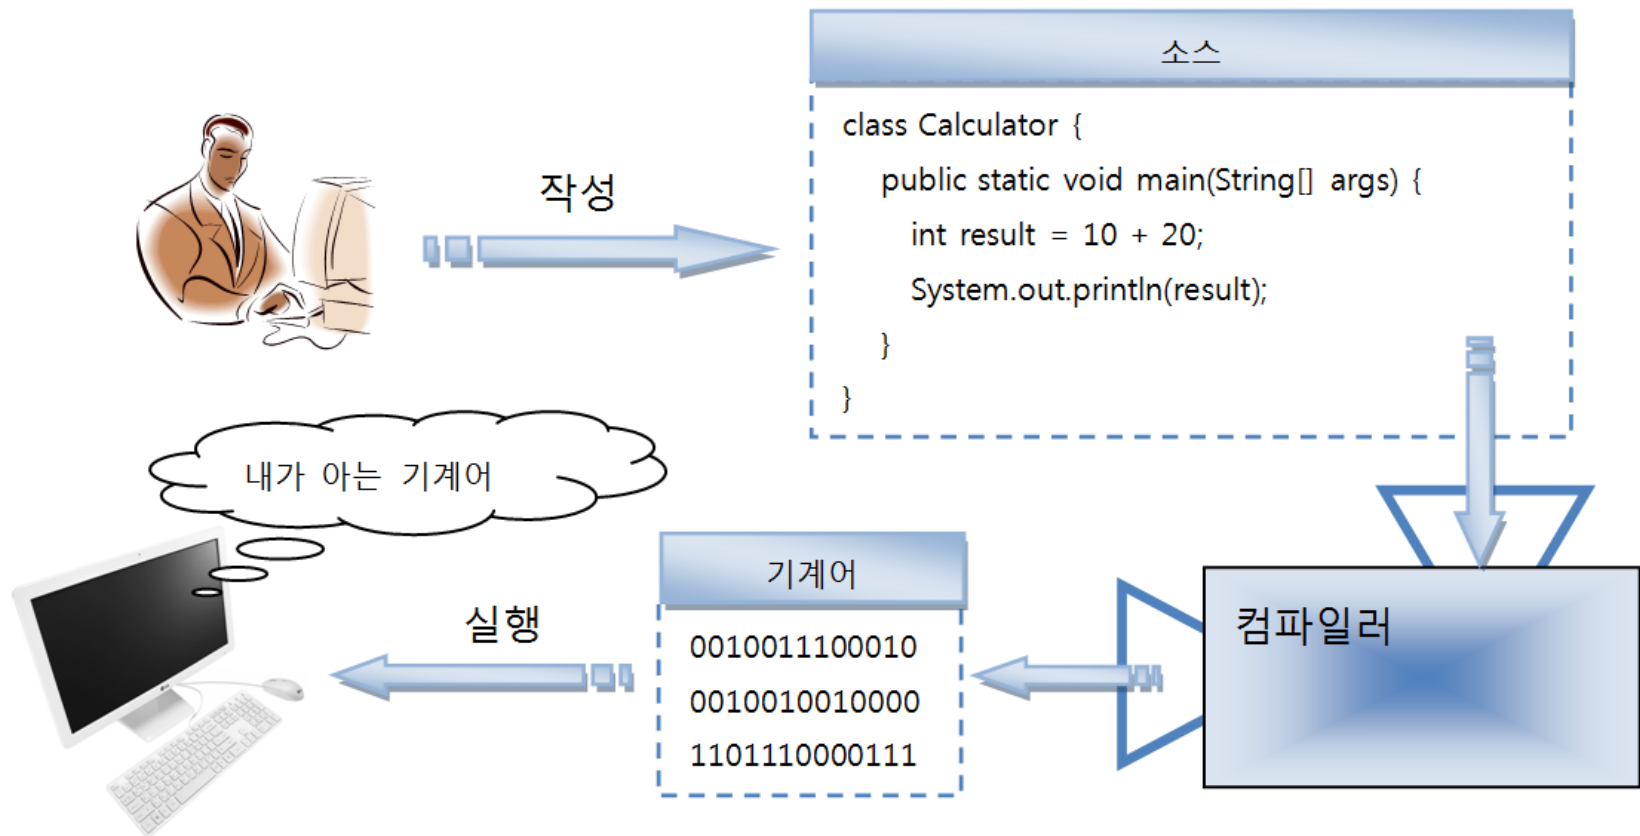 소스
class Calculator {
public static void main(String[] args) {
int result = 10 + 20;
System.out.println(result);
}
}
작성
내가 아는 기계어
컴파일러
기계어
0010011100010
0010010010000
1101110000111
실행